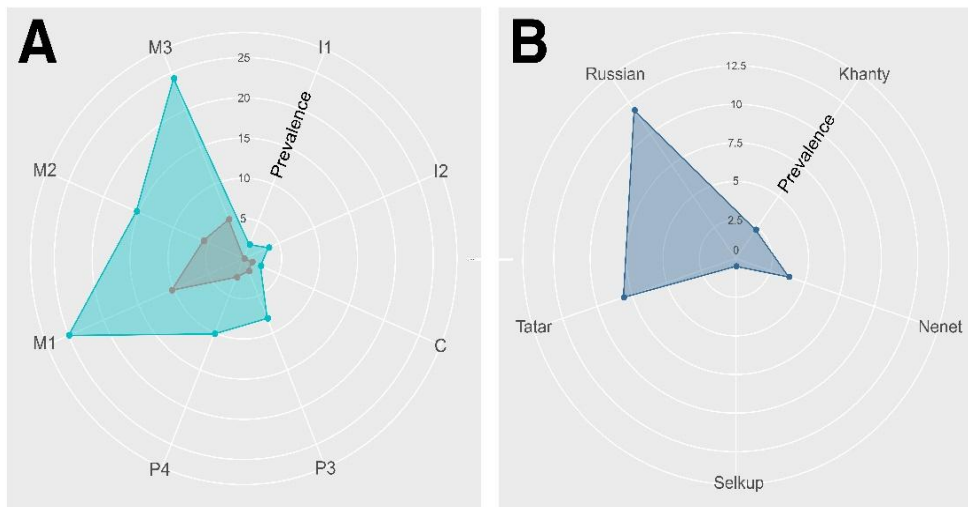 A
M3
I1
25
20
Prevalence
15
M2
I2
10
5
M1
C
P4
P3
B
12.5
Russian
Khanty
10
Prevalence
7.5
5
2.5
0
Tatar
Nenet
Selkup